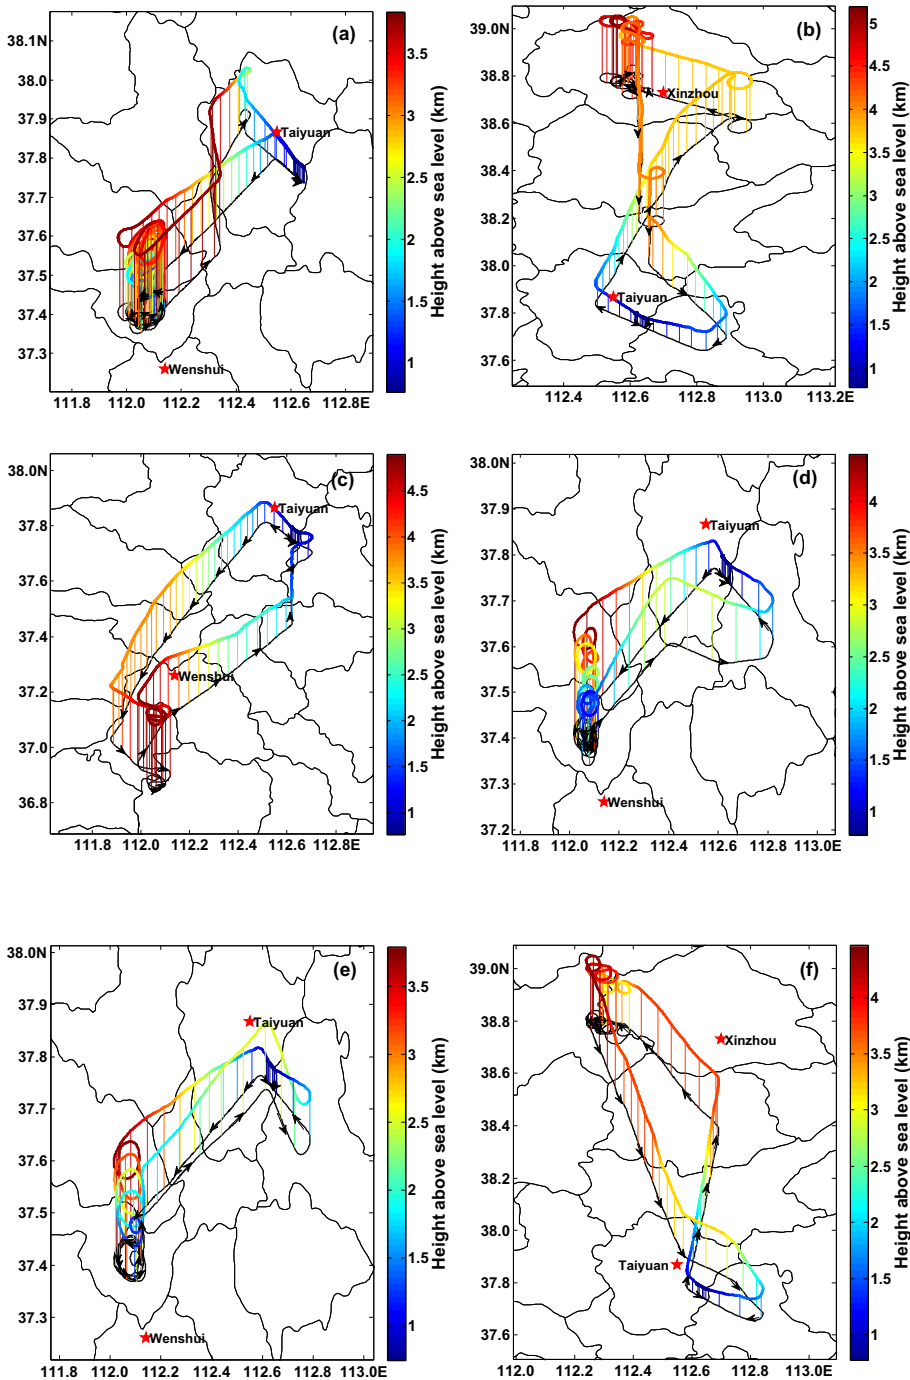 (a)
38.1N
38.0
37.9
37.8
37.7
37.6
37.5
37.4
37.3
111.8 112.0 112.2 112.4 112.6 112.8E
Taiyuan
Wenshui
3.5
3
2.5
2
1.5
1
Height above sea level (km)
(b)
39.0N
38.8
38.6
38.4
38.2
38.0
37.8
37.6
112.4 112.6 112.8 113.0 113.2E
Xinzhou
Taiyuan
5
4.5
4
3.5
3
2.5
2
1.5
1
Height above sea level (km)
(c)
38.0N
37.8
37.6
37.4
37.2
37.0
36.8
111.8 112.0 112.2 112.4 112.6 112.8E
Taiyuan
Wenshui
4.5
4
3.5
3
2.5
2
1.5
1
Height above sea level (km)
(d)
38.0N
37.9
37.8
37.7
37.6
37.5
37.4
37.3
37.2
111.8 112.0 112.2 112.4 112.6 112.8 113.0E
Taiyuan
Wenshui
4
3.5
3
2.5
2
1.5
1
Height above sea level (km)
(e)
38.0N
37.9
37.8
37.7
37.6
37.5
37.4
37.3
111.8 112.0 112.2 112.4 112.6 112.8 113.0E
Taiyuan
Wenshui
3.5
3
2.5
2
1.5
1
Height above sea level (km)
(f)
39.0N
38.8
38.6
38.4
38.2
38.0
37.8
37.6
112.0 112.2 112.4 112.6 112.8 113.0E
Xinzhou
Taiyuan
4
3.5
3
2.5
2
1.5
1
Height above sea level (km)